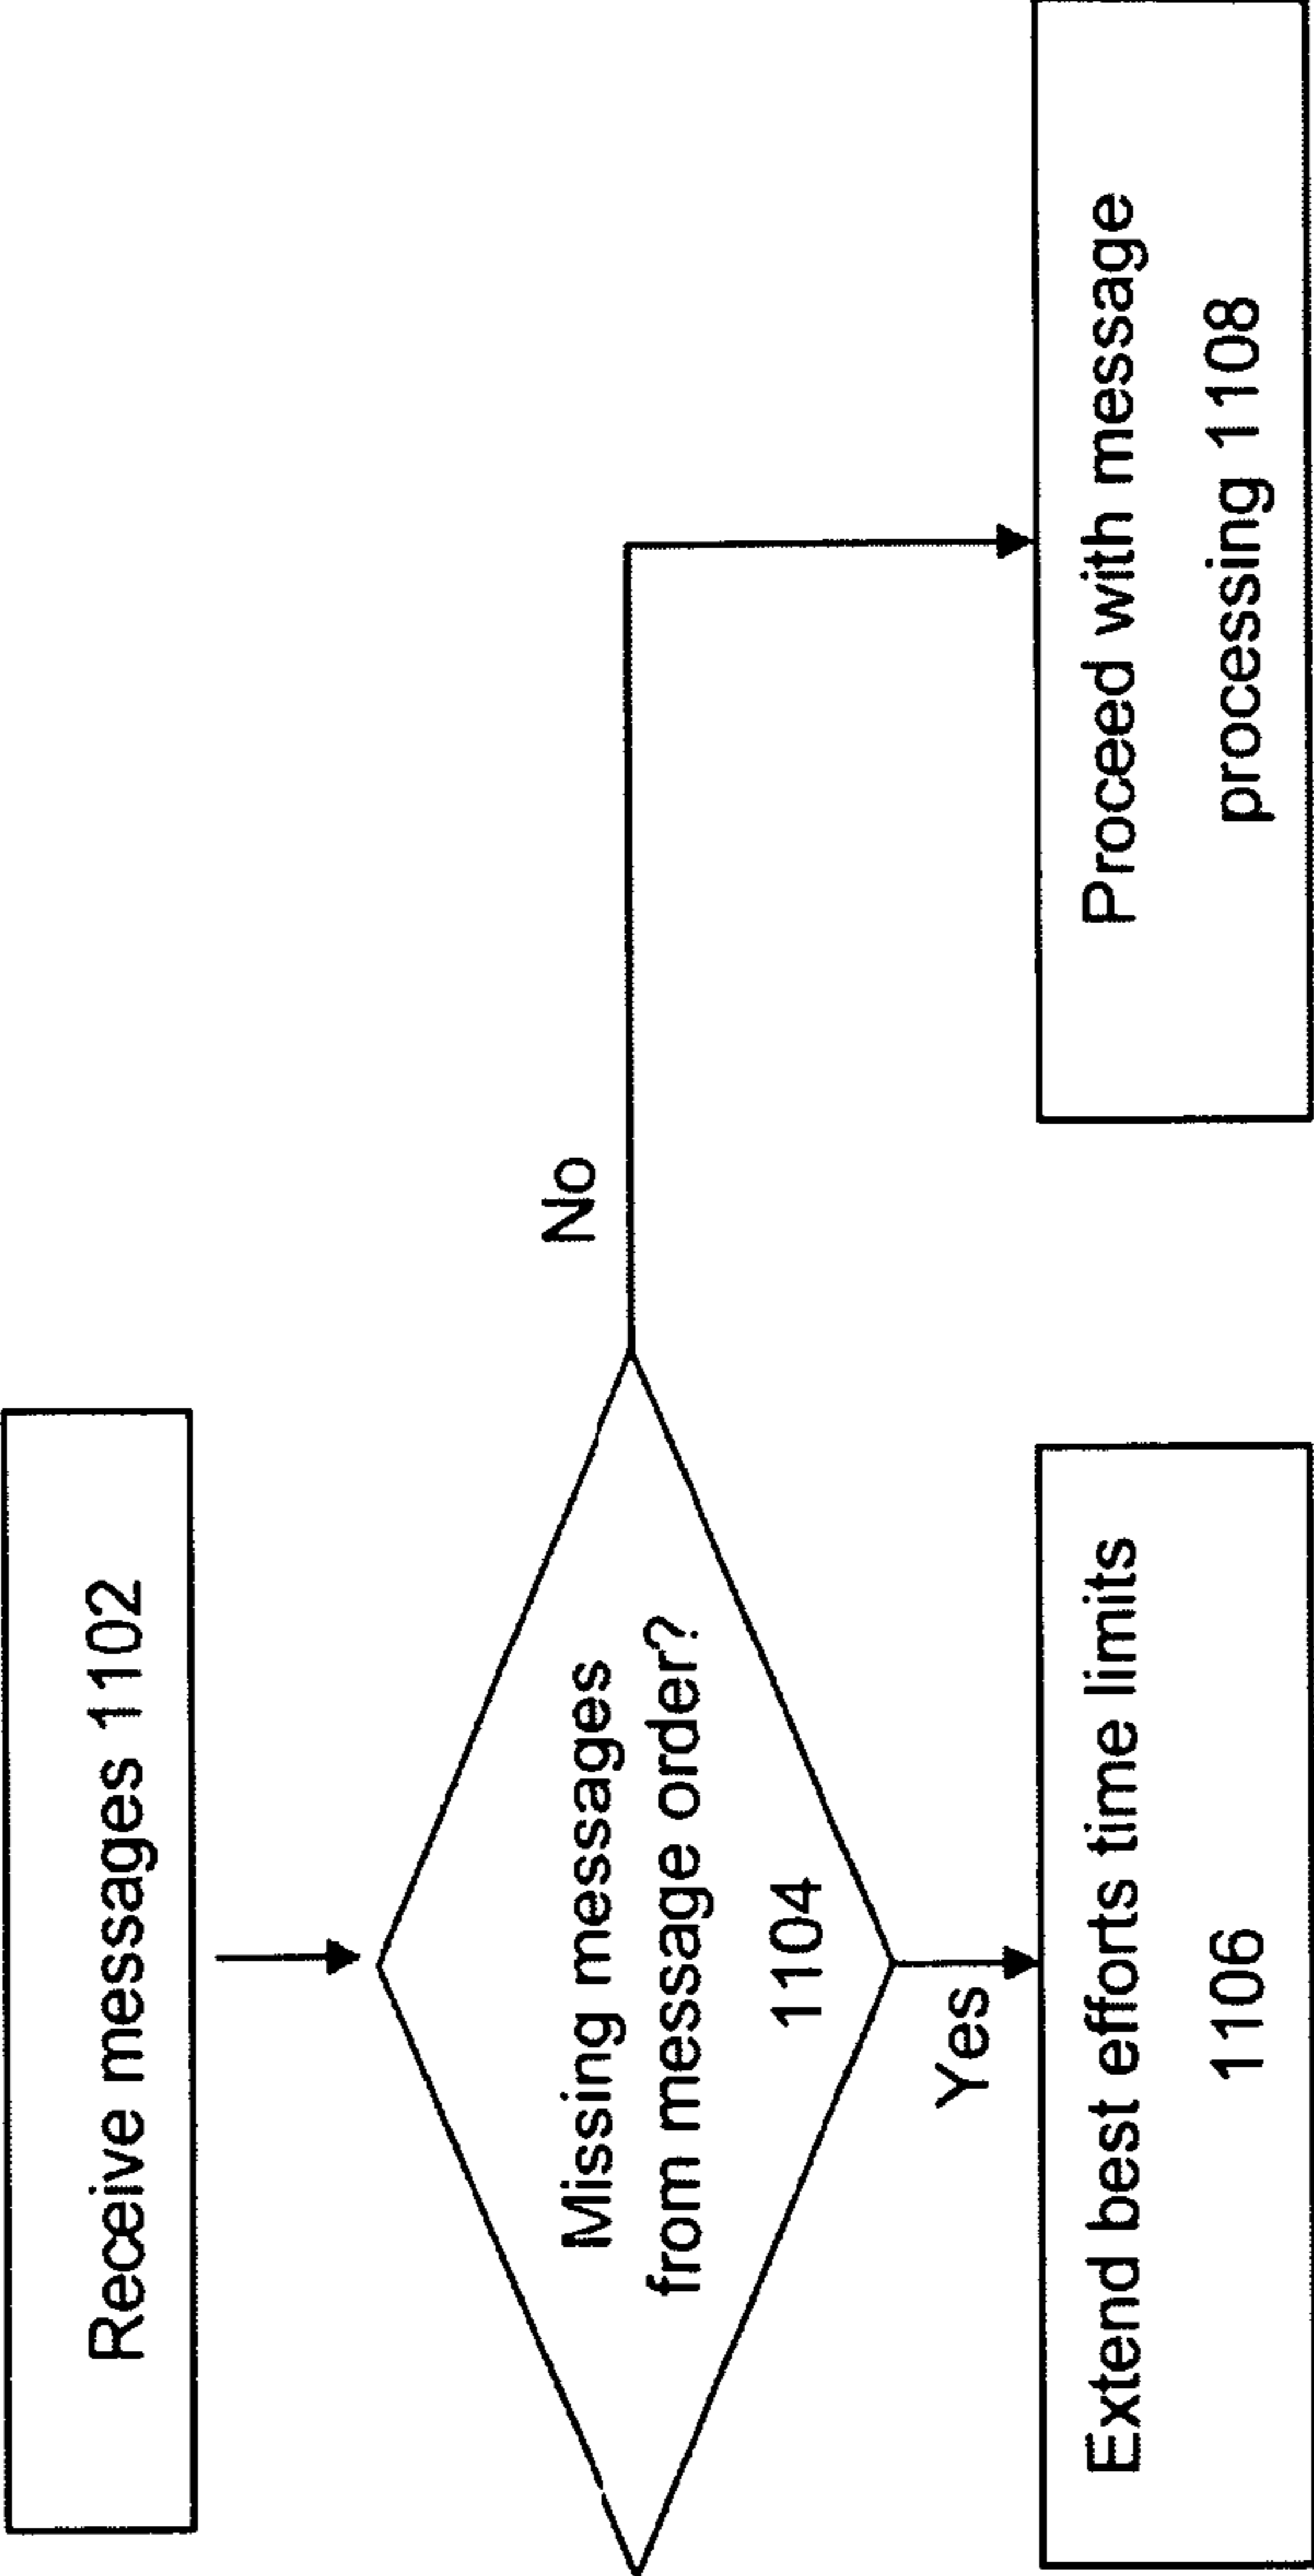 Receive messages 1102
Missing messages
from message order?
1104
No
Yes
Extend best efforts time limits
1106
Proceed with message
processing 1108